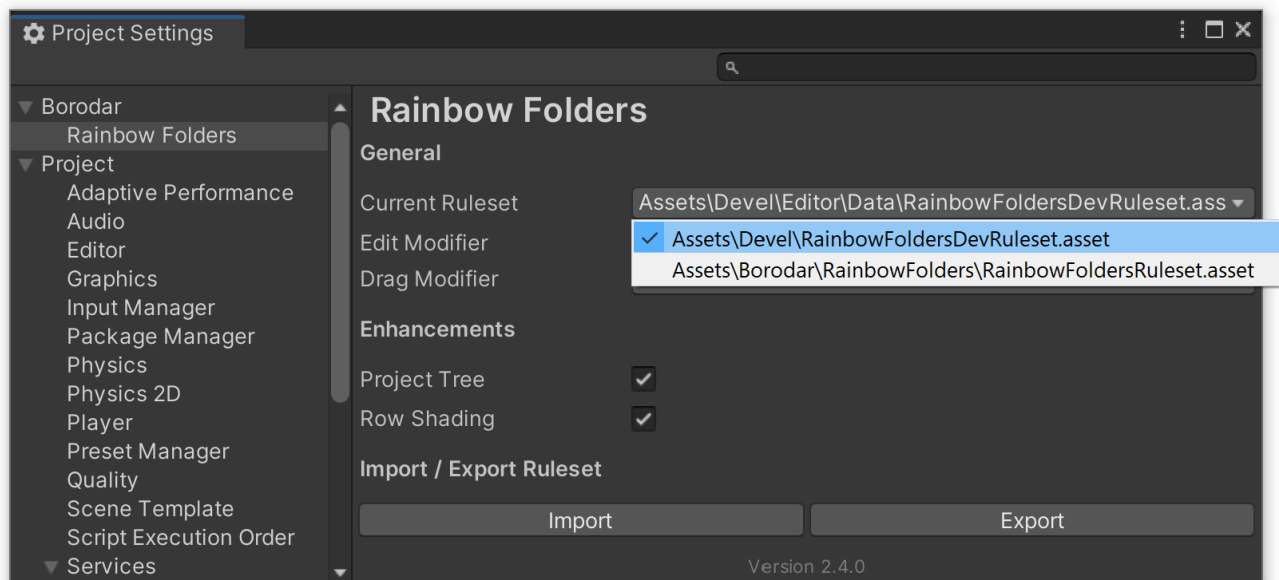 Project Settings
Borodar
Rainbow Folders
Project
Adaptive Performance
Audio
Editor
Graphics
Input Manager
Package Manager
Physics
Physics 2D
Player
Preset Manager
Quality
Scene Template
Script Execution Order
Services
Rainbow Folders
General
Current Ruleset
Assets\Devel\Editor\Data\RainbowFoldersDevRuleset.ass
Assets\Devel\RainbowFoldersDevRuleset.asset
Assets\Borodar\RainbowFolders\RainbowFoldersRuleset.asset
Edit Modifier
Drag Modifier
Enhancements
Project Tree
Row Shading
Import / Export Ruleset
Import
Export
Version 2.4.0